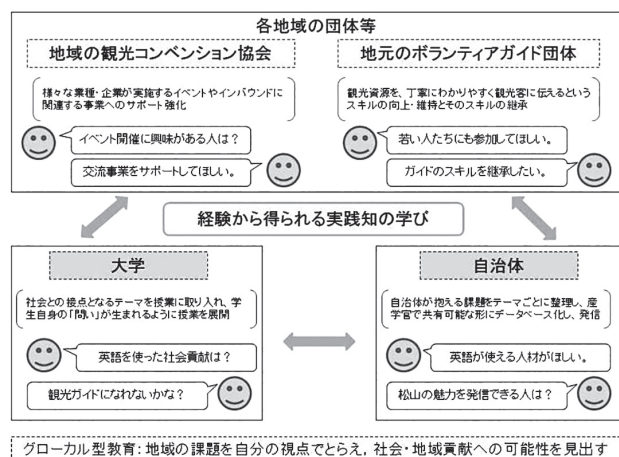 各地域の団体等
地域の観光コンベンション協会
様々な業種・企業が実施するイベントやインバウンドに
関連する事業へのサポート強化
イベント開催に興味がある人は？
交流事業をサポートしてほしい。
地元のボランティアガイド団体
観光資源を、丁寧にわかりやすく観光客に伝えるという
スキルの向上・維持とそのスキルの継承
若い人たちにも参加してほしい。
ガイドのスキルを継承したい。
経験から得られる実践知の学び
大学
社会との接点となるテーマを授業に取り入れ、学
生自身の「問い」が生まれるように授業を展開
英語を使った社会貢献は？
観光ガイドになれないかな？
自治体
自治体が抱える課題をテーマごとに整理し、産
学官で共有可能な形にデータベース化し、発信
英語が使える人材がほしい。
松山の魅力を発信できる人は？
グローカル型教育：地域の課題を自分の視点でとらえ，社会・地域貢献への可能性を見出す